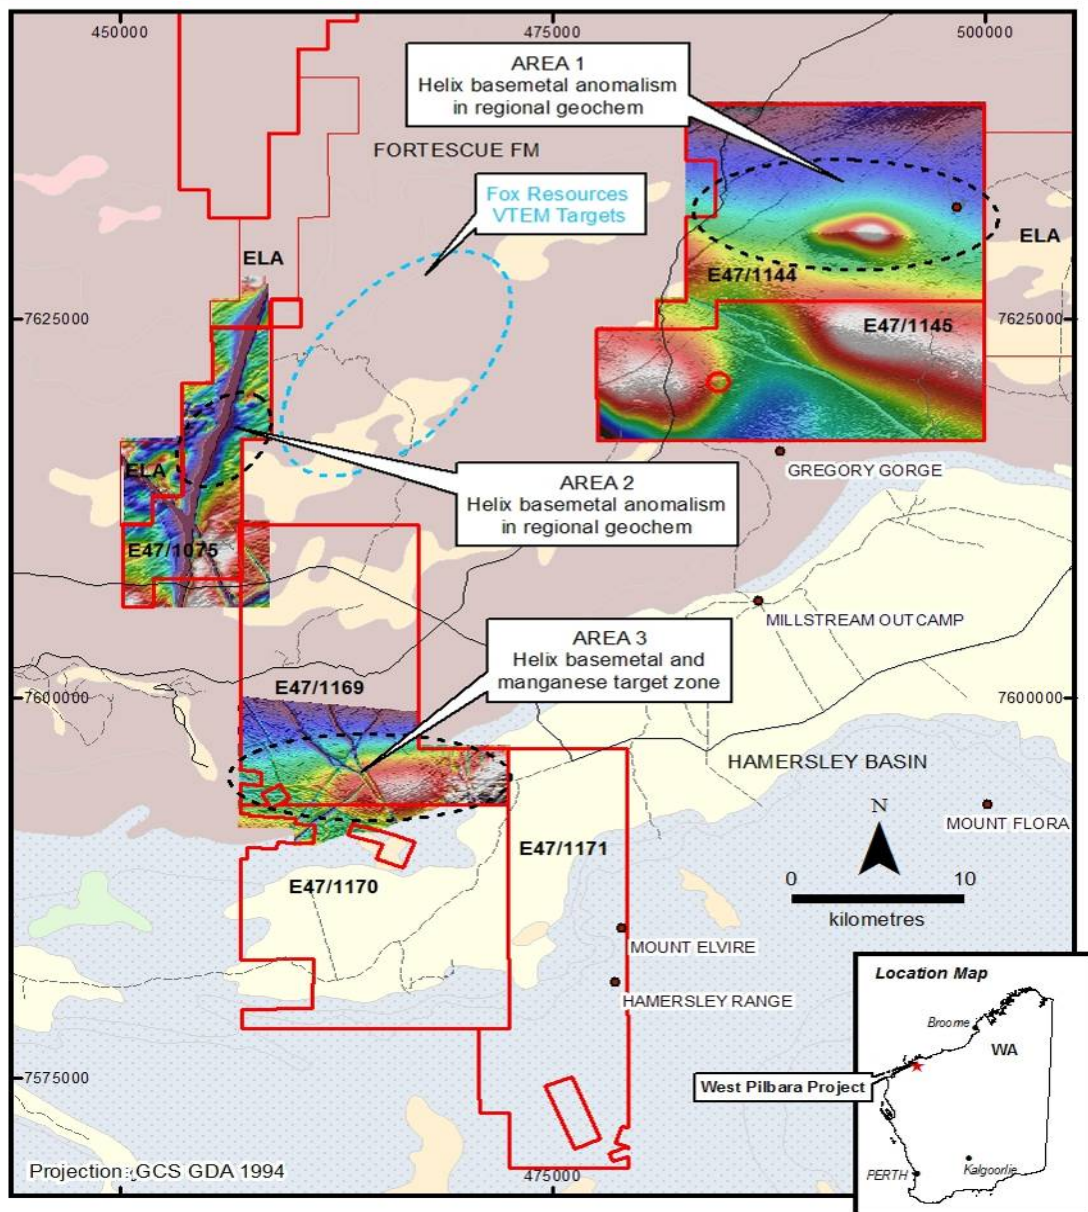 450000
475000
500000
AREA 1
Helix basemetal anomalism
in regional geochem
FORTESCUE FM
Fox Resources
VTEM Targets
ELA
ELA
E47/1144
7625000
E47/1145
7625000
GREGORY GORGE
ELA
AREA 2
Helix basemetal anomalism
in regional geochem
E47/1075
MILLSTREAM OUTCAMP
AREA 3
Helix basemetal and
manganese target zone
E47/1169
7600000
7600000
HAMERSLEY BASIN
N
MOUNT FLORA
E47/1171
E47/1170
0 10
kilometres
MOUNT ELVIRE
HAMERSLEY RANGE
Location Map
Broome
WA
7575000
West Pilbara Project
Projection : GCS GDA 1994
475000
Kalgoorlie
PERTH